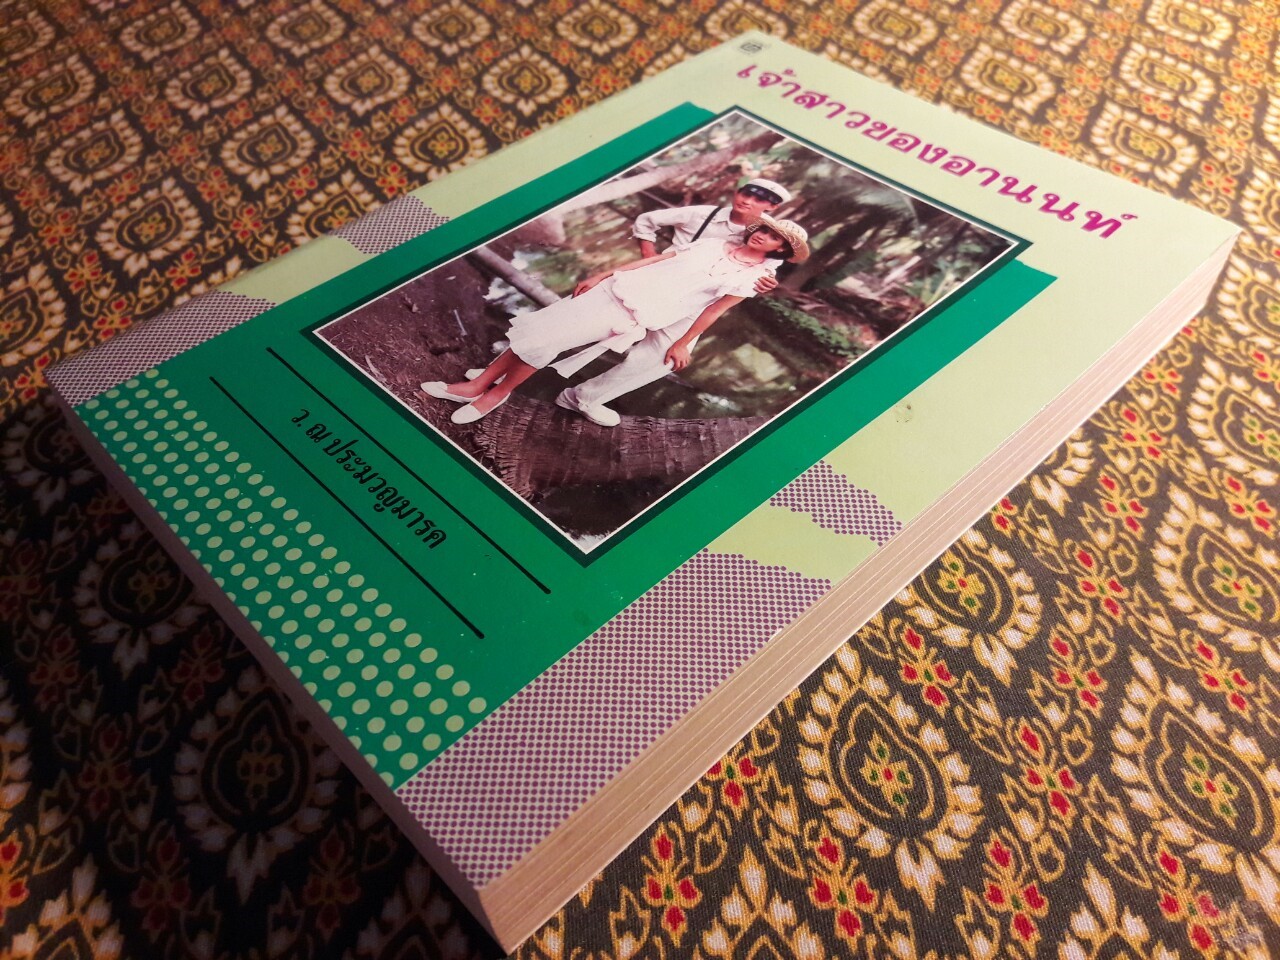 เจ้าสาวของอานนท์
ว. ณ ประมวญมารค